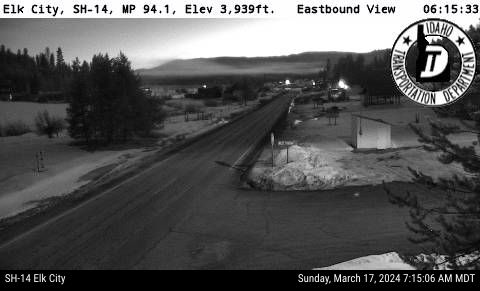 Elk City, SH-14, MP 94.1, Elev 3,939ft. Eastbound View 06:15:33
IDAHO
TRANSPORTATION DEPARTMENT
SH-14 Elk City Sunday, March 17, 2024 7:15:06 AM MDT